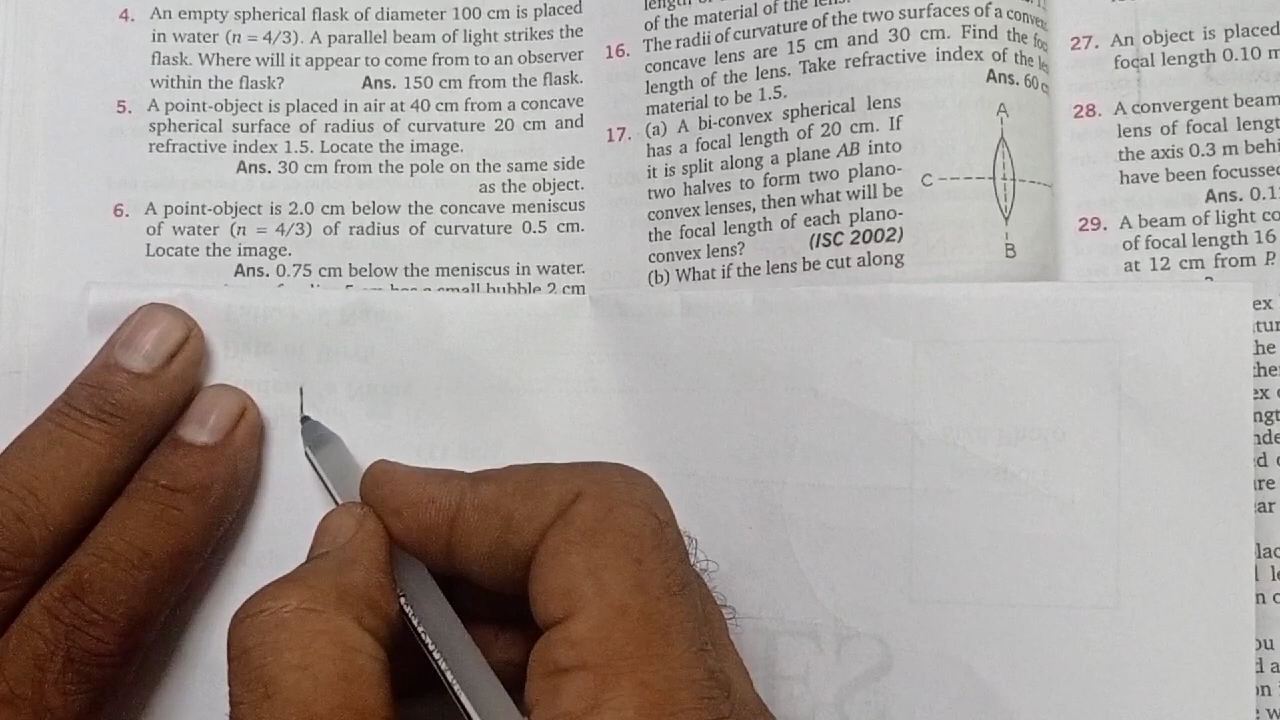 4. An empty spherical flask of diameter 100 cm is placed
in water (n = 4/3). A parallel beam of light strikes the
flask. Where will it appear to come from to an observer
within the flask? Ans. 150 cm from the flask.
5. A point-object is placed in air at 40 cm from a concave
spherical surface of radius of curvature 20 cm and
refractive index 1.5. Locate the image.
Ans. 30 cm from the pole on the same side
as the object.
6. A point-object is 2.0 cm below the concave meniscus
of water (n = 4/3) of radius of curvature 0.5 cm.
Locate the image.
Ans. 0.75 cm below the meniscus in water.
small bubble 2 cm
of the material of the
16. The radii of curvature of the two surfaces of a
concave lens are 15 cm and 30 cm. Find the
length of the lens. Take refractive index of the
material to be 1.5.
Ans. 60
17. (a) A bi-convex spherical lens
has a focal length of 20 cm. If
it is split along a plane AB into
two halves to form two plano-
convex lenses, then what will be
the focal length of each plano-
convex lens? (ISC 2002)
(b) What if the lens be cut along
A
C
B
27. An object is placed
focal length 0.10 m
28. A convergent beam
lens of focal
the axis 0.3 m
have been
Ans. 0.1
29. A beam of light
of focal length 16
at 12 cm from P.